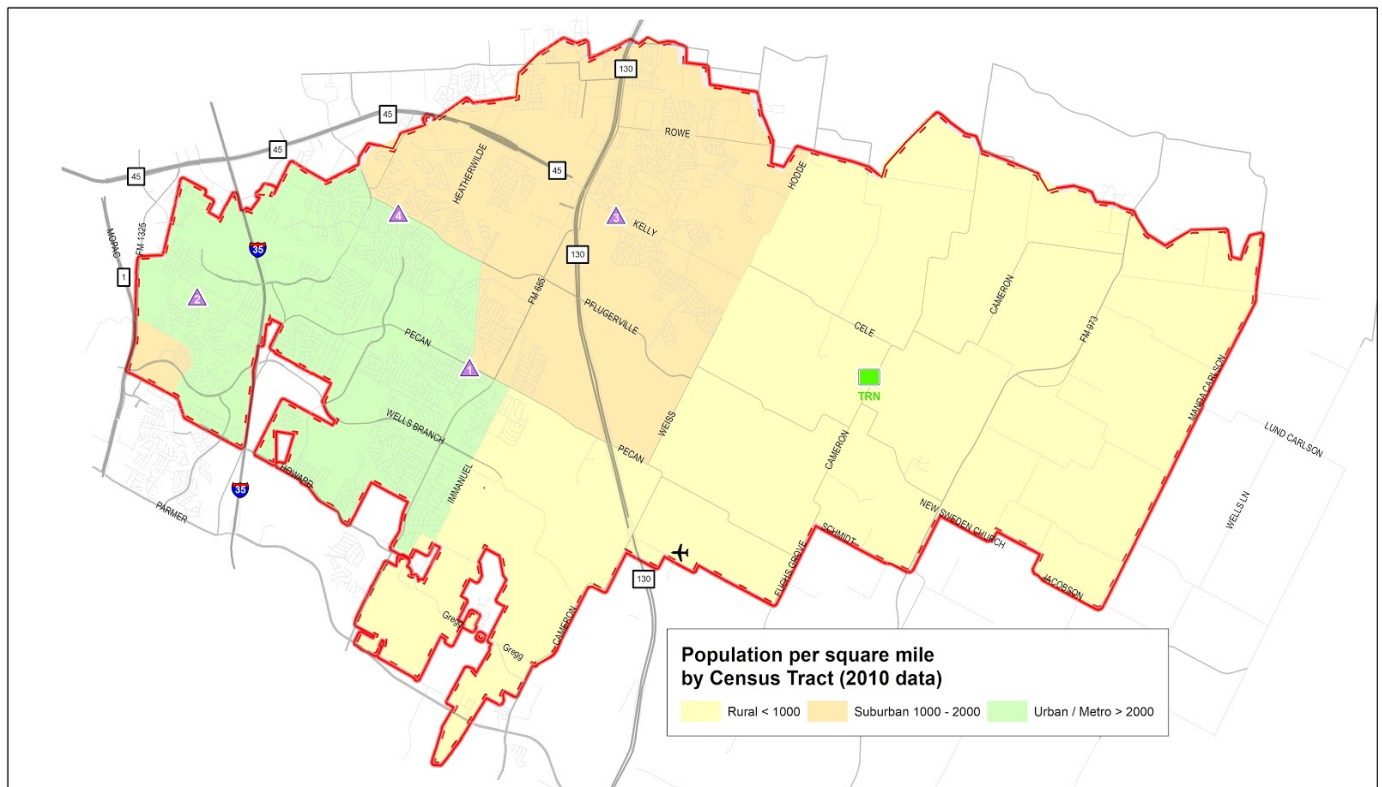 130
45
ROWE
45
HEATHERWILDE
45
45
HODDE
4
3
KELLY
FM 1325
MOPAC
35
130
1
2
FM 685
PFLUGERVILLE
CAMERON
CELE
FM 973
PECAN
1
TRN
MANDA CARLSON
WEISS
WELLS BRANCH
PECAN
CAMERON
LUND CARLSON
IMMANUEL
HOWARD
35
WELLS LN
PARMER
NEW SWEDEN CHURCH
SCHMIDT
FUCHS GROVE
130
JACOBSON
Gregg
CAMERON
Gregg
Population per square mile
by Census Tract (2010 data)
Rural < 1000 Suburban 1000 - 2000 Urban / Metro > 2000